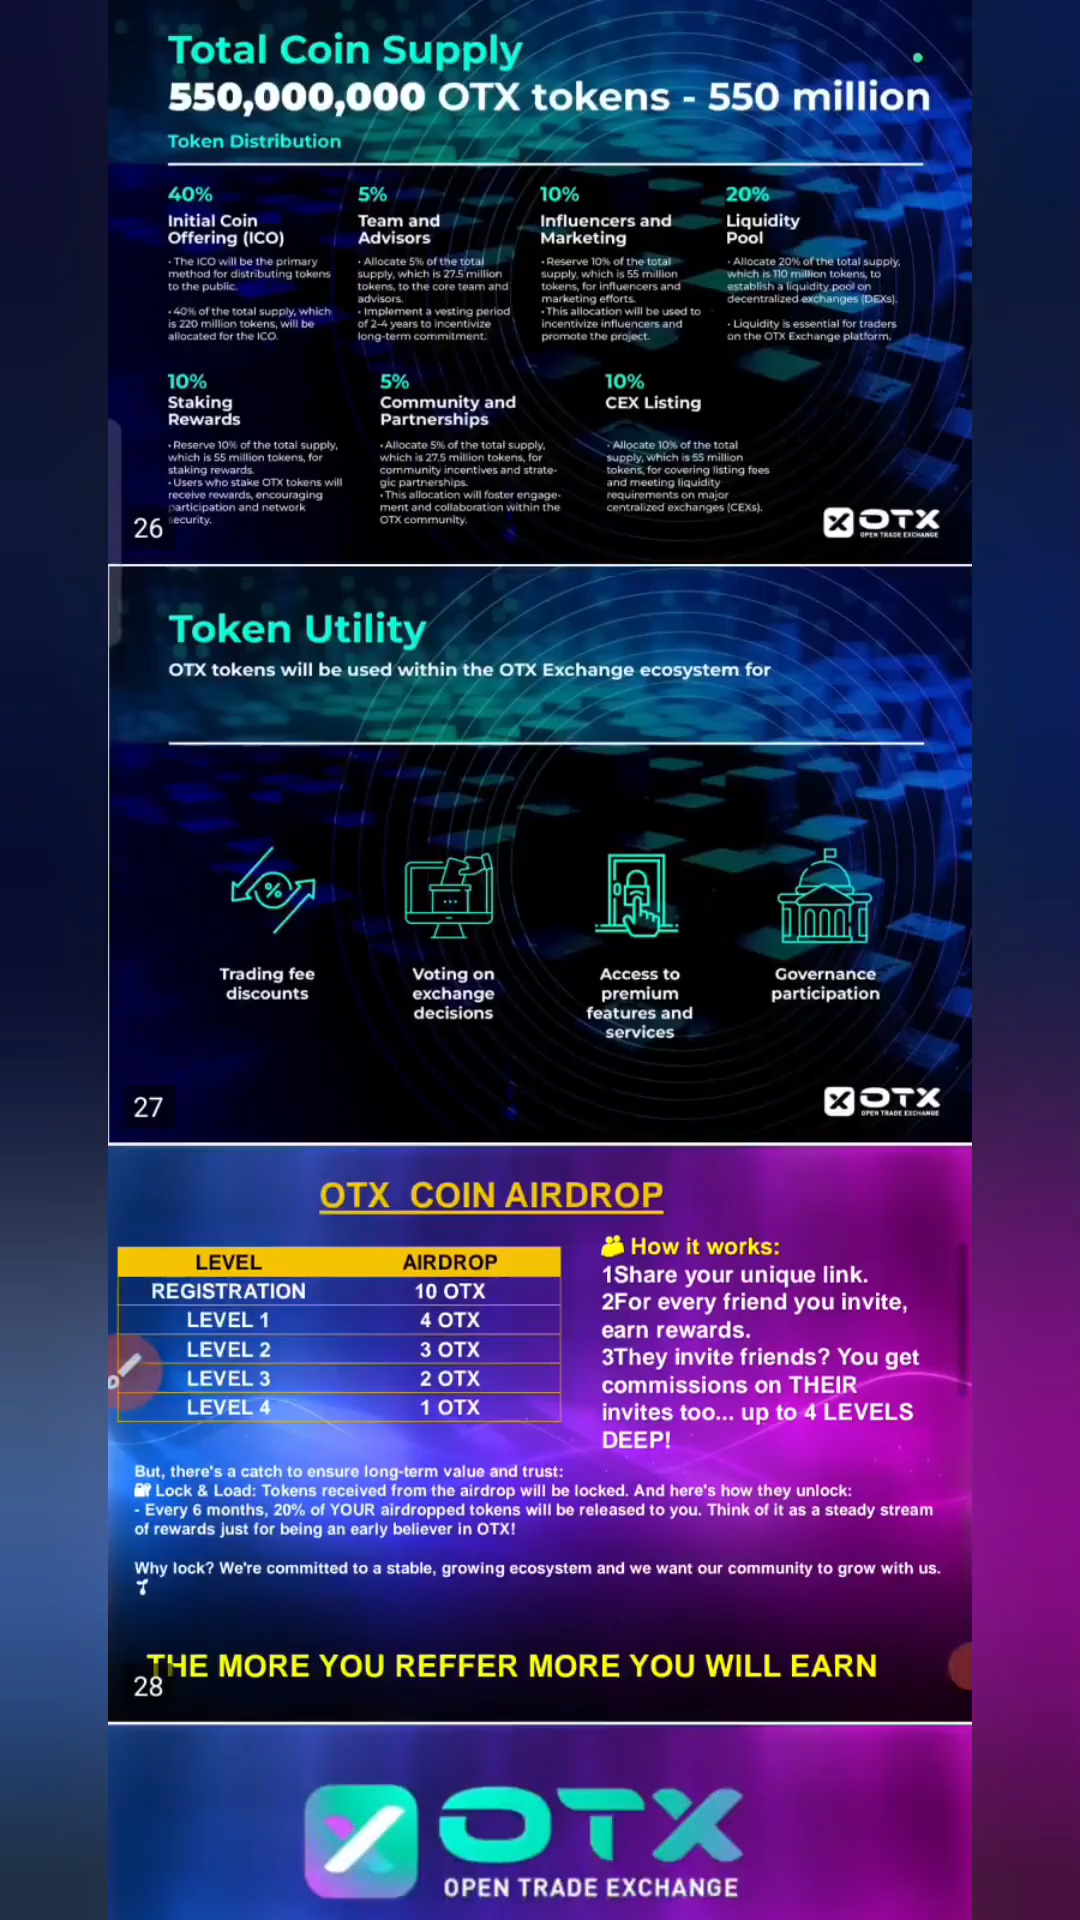 Total Coin Supply
550,000,000 OTX tokens - 550 million
Token Distribution
40%
Initial Coin
Offering (ICO)
• The ICO will be the primary
method for distributing tokens
to the public.
• 40% of the total supply, which
is 220 million tokens, will be
allocated for the ICO.
5%
Team and
Advisors
• Allocate 5% of the total
supply, which is 27.5 million
tokens, to the core team and
advisors.
• Implement a vesting period
of 2-4 years to incentivize
long-term commitment.
10%
Influencers and
Marketing
• Reserve 10% of the total
supply, which is 55 million
tokens, for influencers and
marketing efforts.
• This allocation will be used to
incentivize influencers and
promote the project.
20%
Liquidity
Pool
• Allocate 20% of the total supply,
which is 110 million tokens, to
establish a liquidity pool on
decentralized exchanges (DEXs).
• Liquidity is essential for traders
on the OTX Exchange platform.
10%
Staking
Rewards
• Reserve 10% of the total supply,
which is 55 million tokens, for
staking rewards.
• Users who stake OTX tokens will
receive rewards, encouraging
participation and network
security.
5%
Community and
Partnerships
• Allocate 5% of the total supply,
which is 27.5 million tokens, for
community incentives and strate-
gic partnerships.
• This allocation will foster engage-
ment and collaboration within the
OTX community.
10%
CEX Listing
• Allocate 10% of the total
supply, which is 55 million
tokens, for covering listing fees
and meeting liquidity
requirements on major
centralized exchanges (CEXs).
26
OTX
OPEN TRADE EXCHANGE
Token Utility
OTX tokens will be used within the OTX Exchange ecosystem for
%
Trading fee
discounts
Voting on
exchange
decisions
Access to
premium
features and
services
Governance
participation
27
OTX
OPEN TRADE EXCHANGE
OTX COIN AIRDROP
LEVEL AIRDROP
REGISTRATION 10 OTX
LEVEL 1 4 OTX
LEVEL 2 3 OTX
LEVEL 3 2 OTX
LEVEL 4 1 OTX
How it works:
1Share your unique link.
2For every friend you invite,
earn rewards.
3They invite friends? You get
commissions on THEIR
invites too... up to 4 LEVELS
DEEP!
But, there's a catch to ensure long-term value and trust:
🔐 Lock & Load: Tokens received from the airdrop will be locked. And here's how they unlock:
- Every 6 months, 20% of YOUR airdropped tokens will be released to you. Think of it as a steady stream
of rewards just for being an early believer in OTX!
Why lock? We're committed to a stable, growing ecosystem and we want our community to grow with us.
THE MORE YOU REFFER MORE YOU WILL EARN
28
OTX
OPEN TRADE EXCHANGE